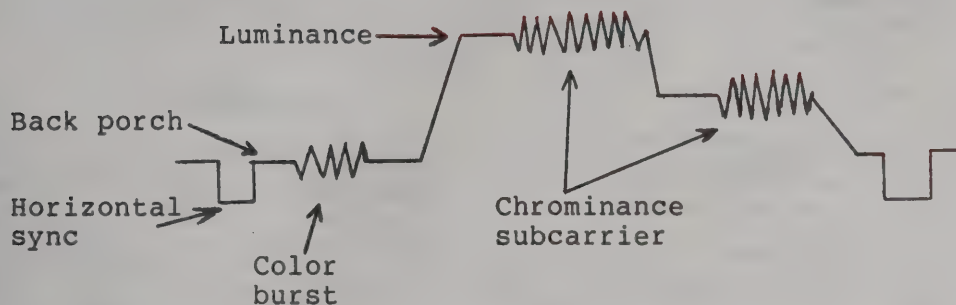 Luminance
Back porch
Horizontal
sync
Color
burst
Chrominance
subcarrier